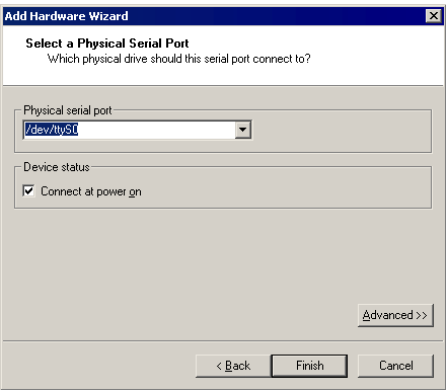 Add Hardware Wizard
Select a Physical Serial Port
Which physical drive should this serial port connect to?
Physical serial port
/dev/ttyS0
Device status
Connect at power on
Advanced >>
< Back
Finish
Cancel